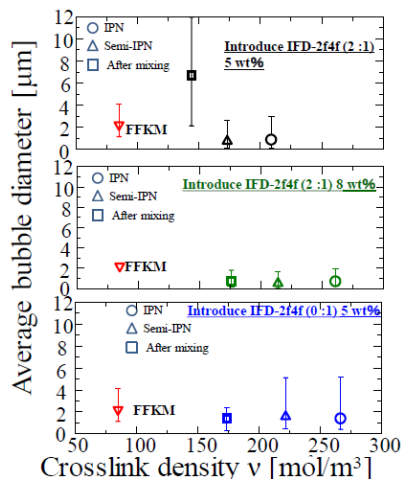 Average bubble diameter [μm]
12
10
8
6
4
2
0
IPN
Semi-IPN
After mixing
Introduce IFD-2f4f (2 :1)
5 wt%
FFKM
12
10
8
6
4
2
0
IPN
Semi-IPN
After mixing
Introduce IFD-2f4f (2 :1) 8 wt%
FFKM
12
10
8
6
4
2
0
IPN
Semi-IPN
After mixing
Introduce IFD-2f4f (0 :1) 5 wt%
FFKM
50 100 150 200 250 300
Crosslink density ν [mol/m³]